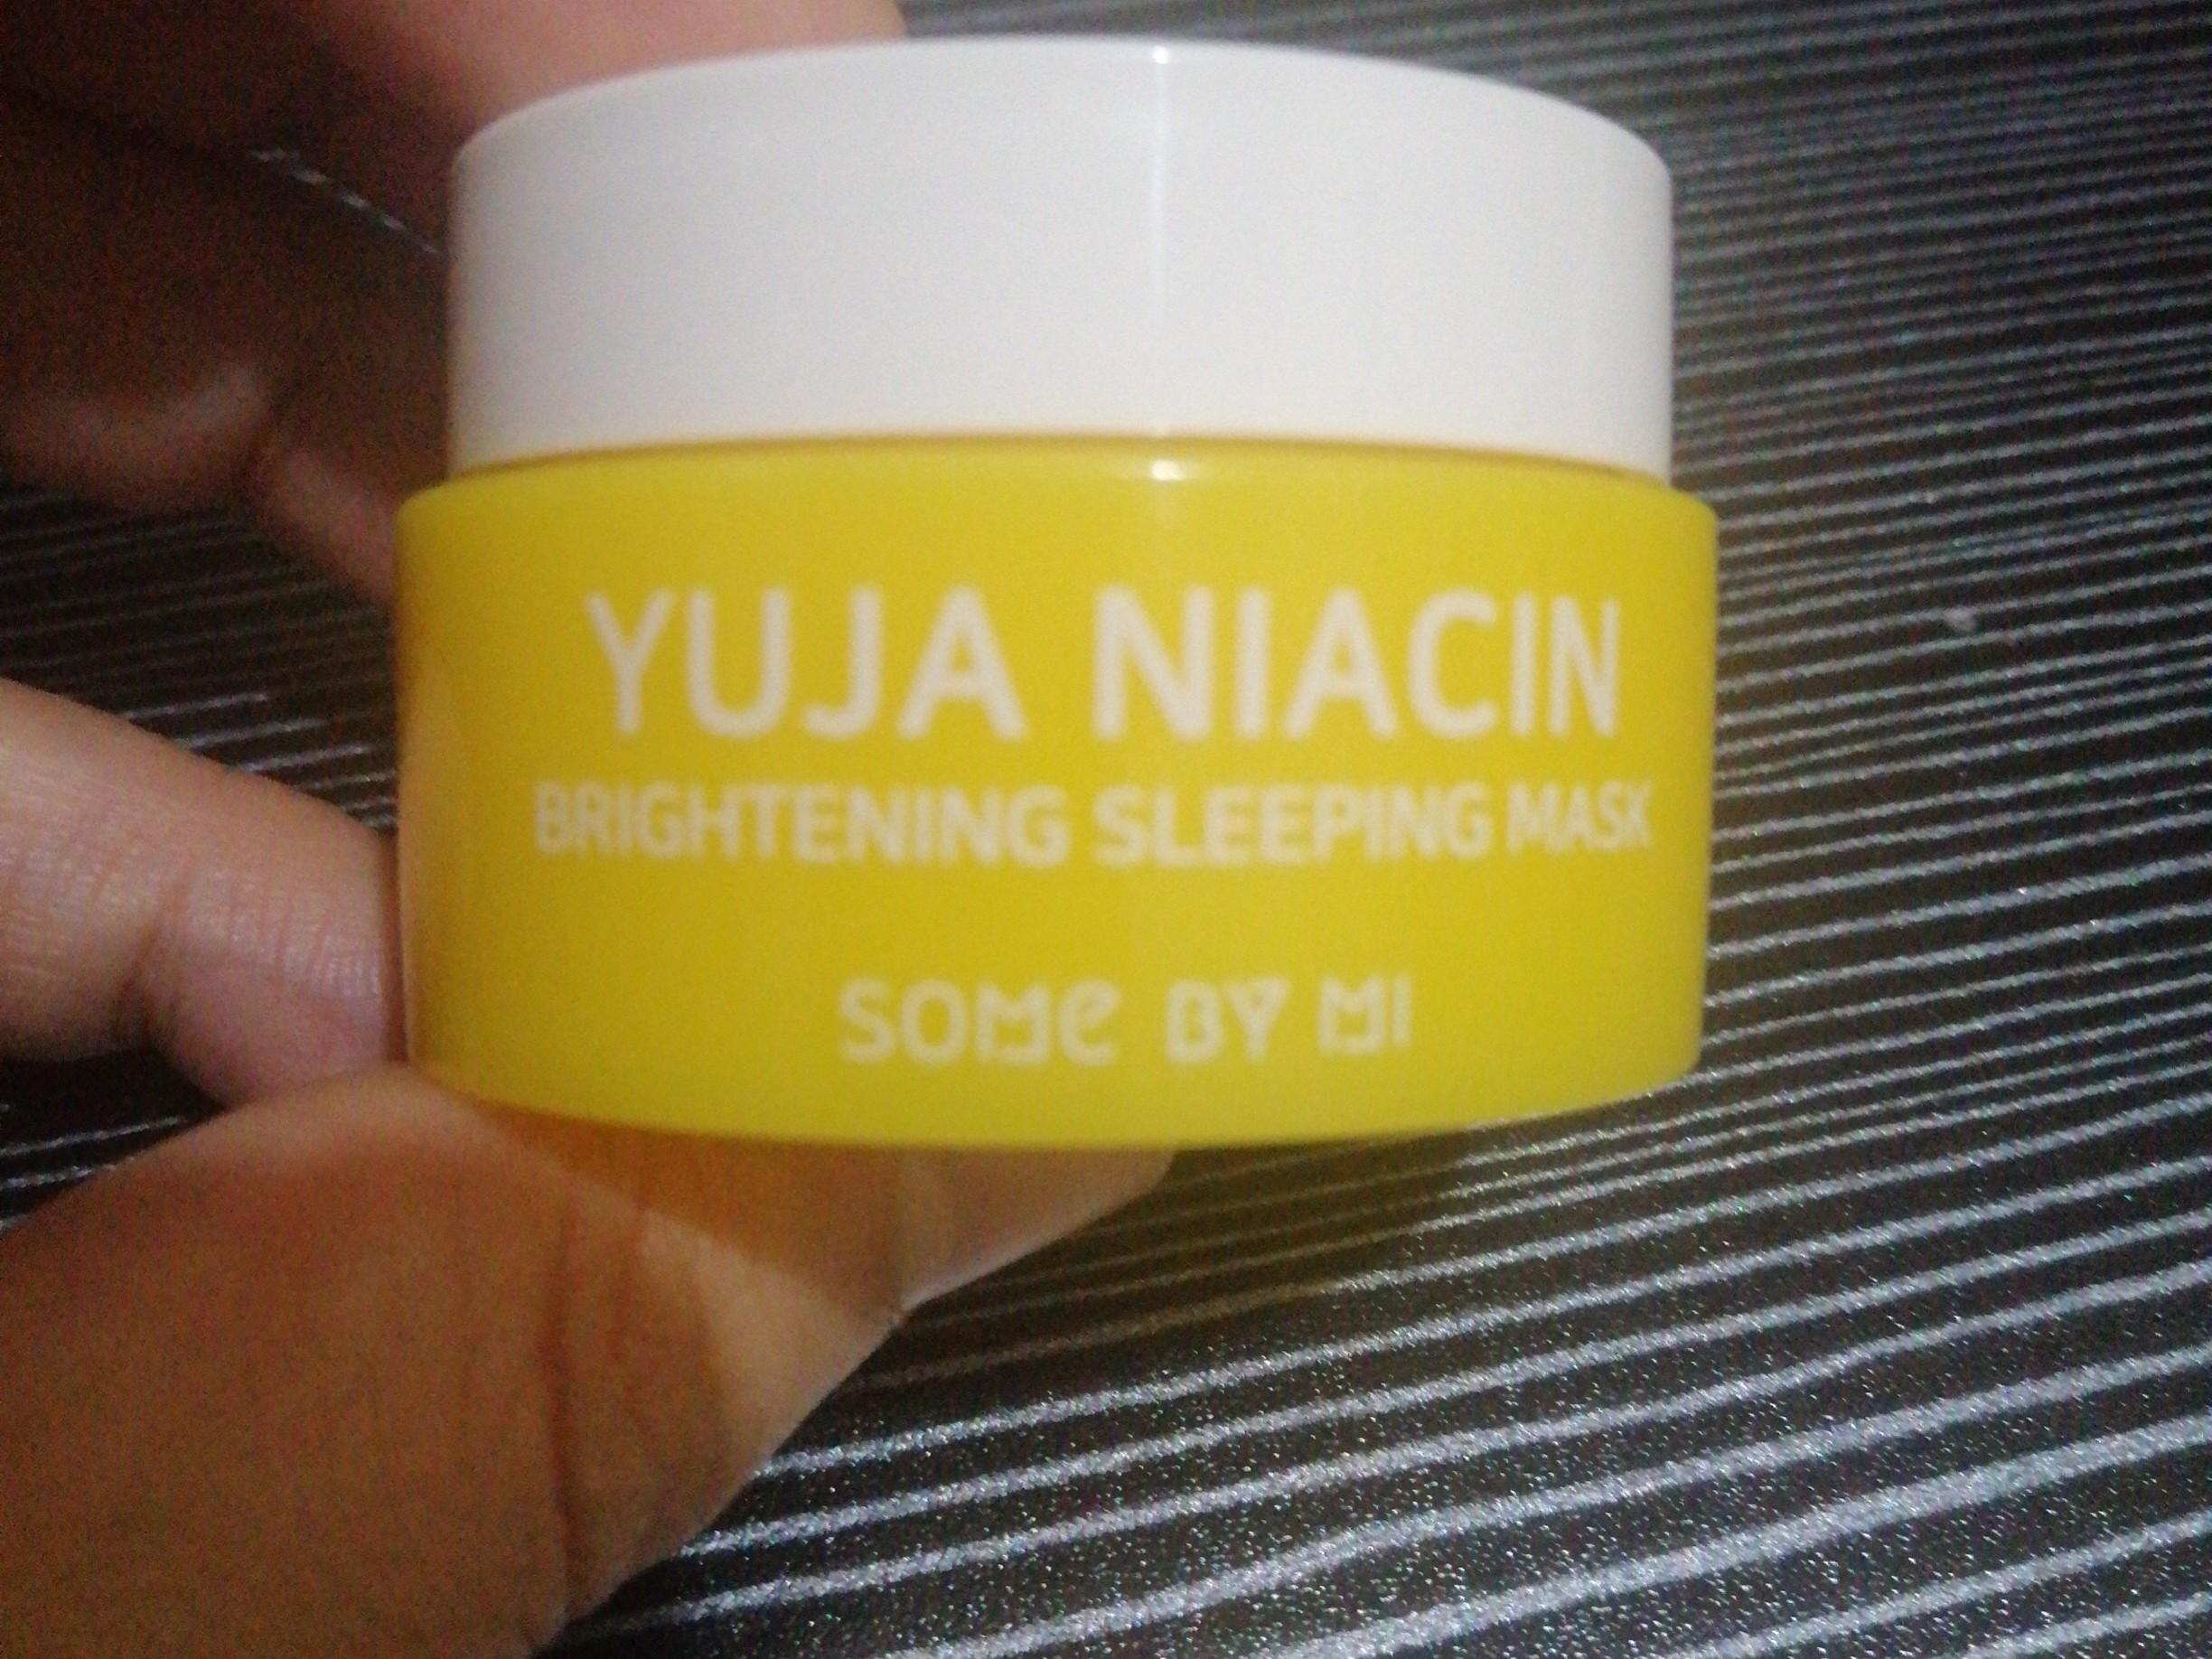 YUJA NIACIN
BRIGHTENING SLEEPING MASK
SOME BY MI